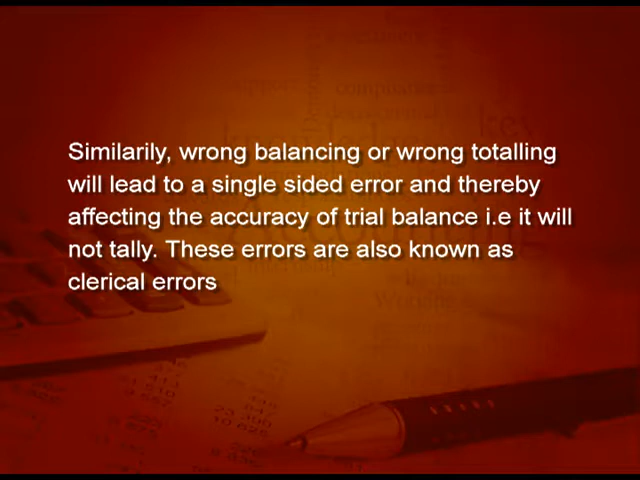 Similarily, wrong balancing or wrong totalling
will lead to a single sided error and thereby
affecting the accuracy of trial balance i.e it will
not tally. These errors are also known as
clerical errors